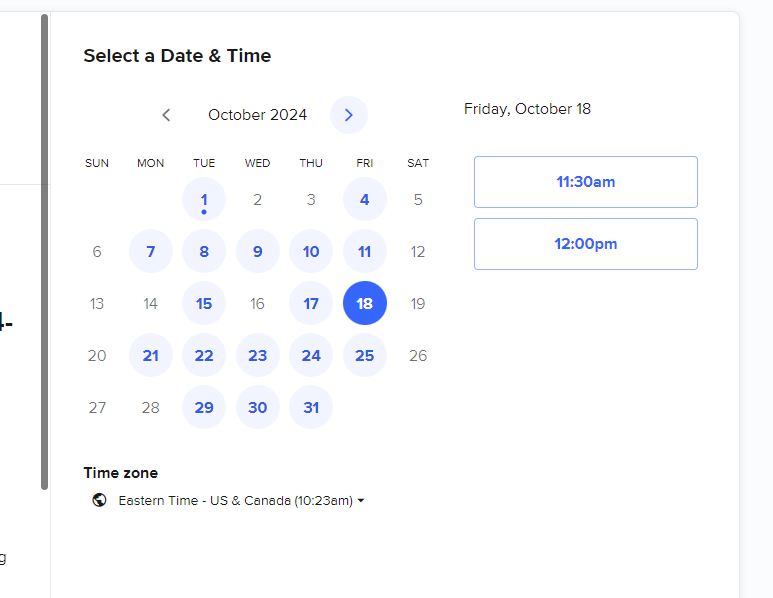 Select a Date & Time
October 2024
SUN MON TUE WED THU FRI SAT
1 2 3 4 5
6 7 8 9 10 11 12
13 14 15 16 17 18 19
20 21 22 23 24 25 26
27 28 29 30 31
Friday, October 18
11:30am
12:00pm
Time zone
Eastern Time - US & Canada (10:23am)